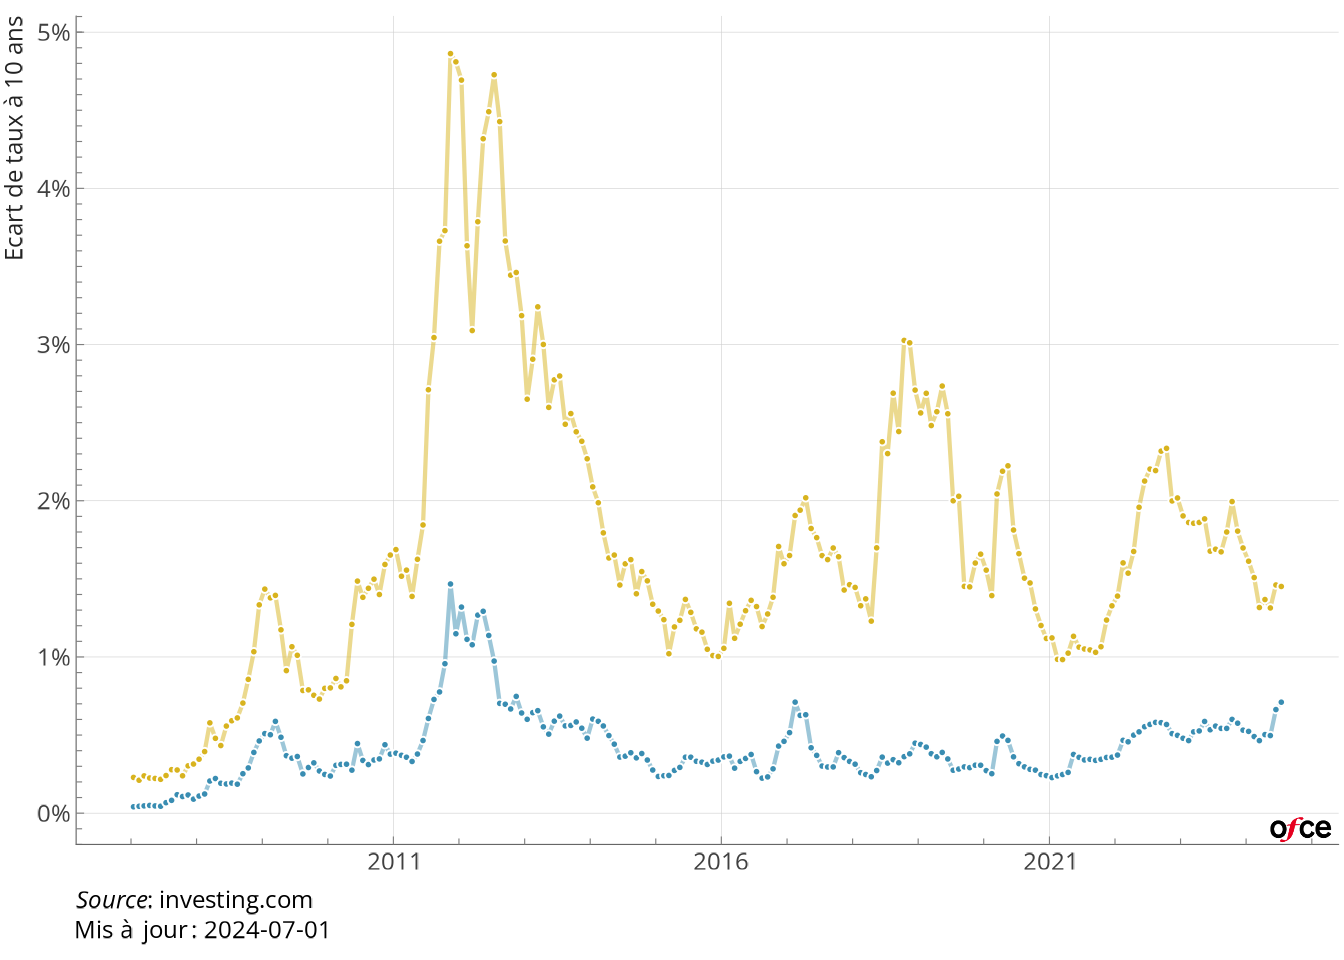 Ecart de taux à 10 ans
5%
4%
3%
2%
1%
0%
2011
2016
2021
ofce
Source: investing.com
Mis à jour : 2024-07-01